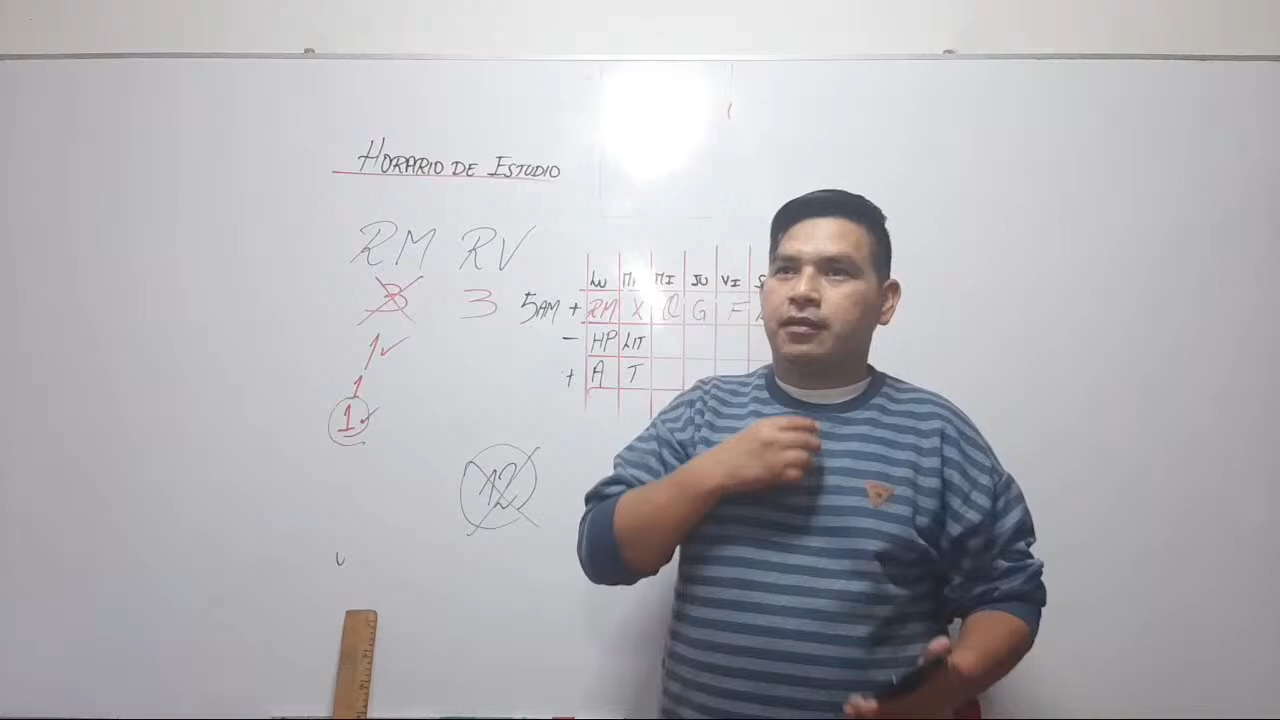 HORARIO DE ESTUDIO
RM RV
3 3
1
1
1
12
LU MA MI JU VI
5AM + RM X G F
- HP LIT
+ A T